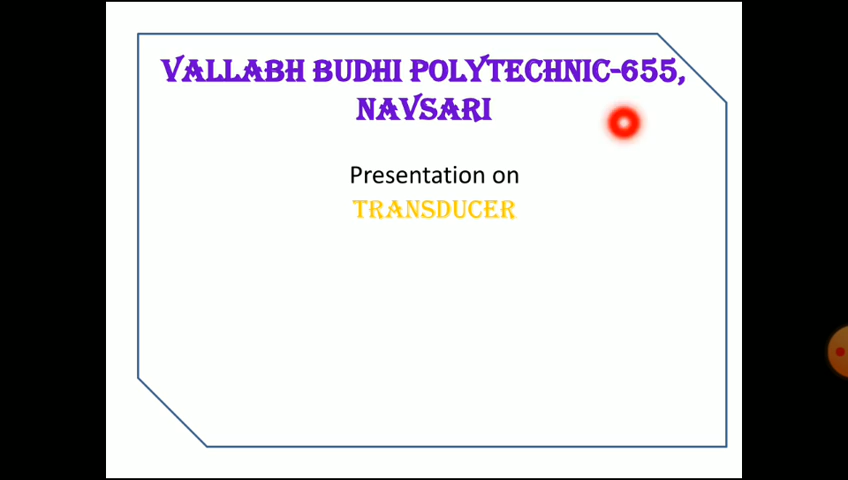 VALLABH BUDHI POLYTECHNIC-655,
NAVSARI
Presentation on
TRANSDUCER